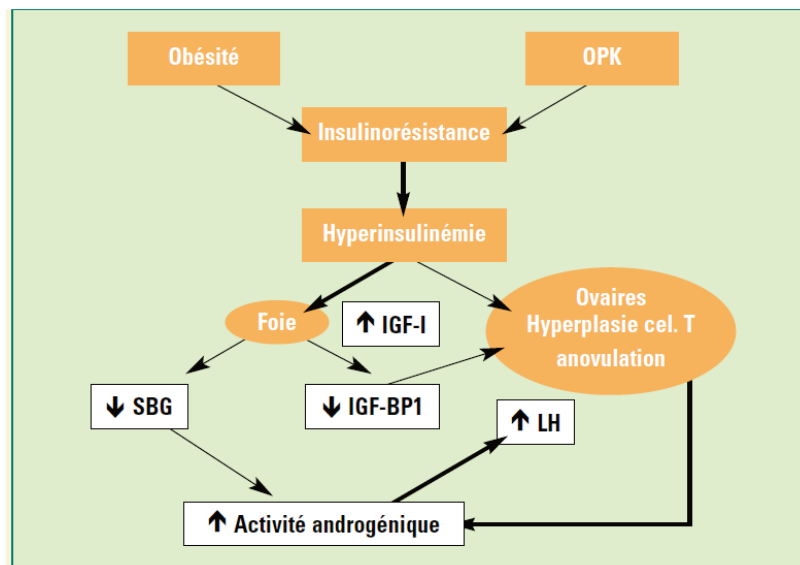 Obésité
OPK
Insulinorésistance
Hyperinsulinémie
Foie
↑ IGF-I
Ovaires
Hyperplasie cel. T
anovulation
↓ SBG
↓ IGF-BP1
↑ LH
↑ Activité androgénique